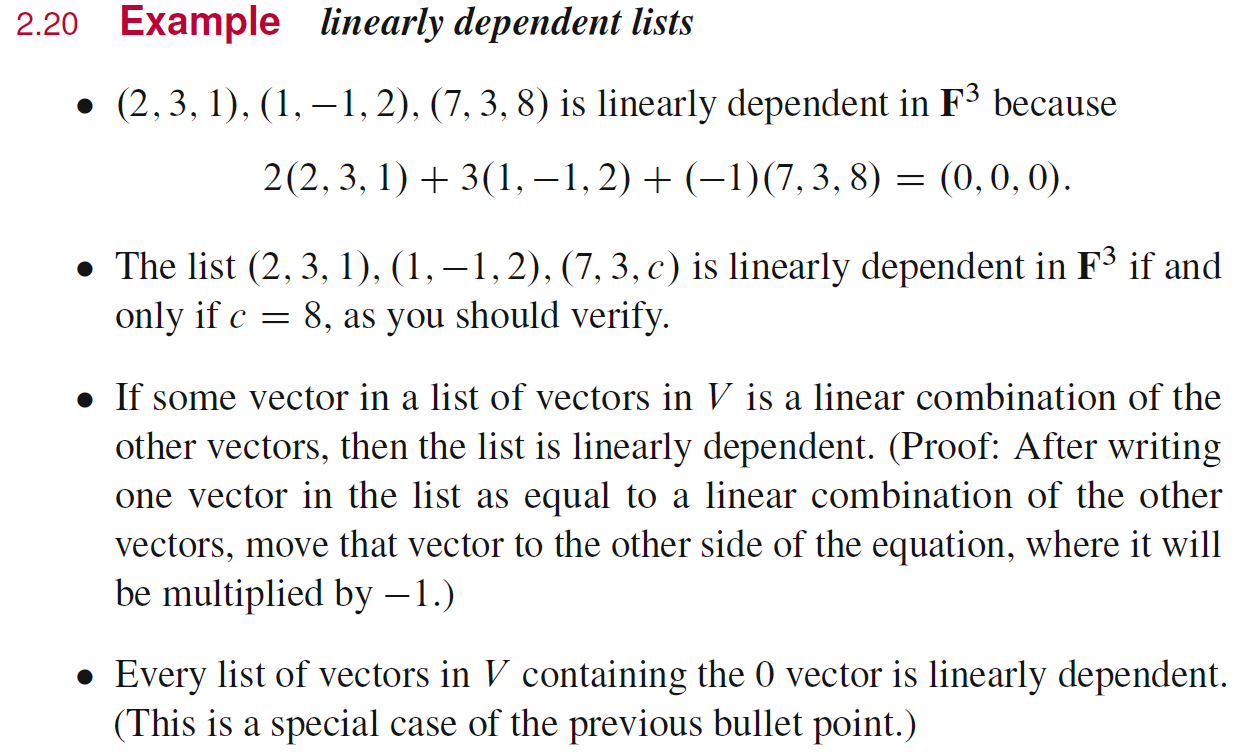 2.20 Example linearly dependent lists
• (2, 3, 1), (1, −1, 2), (7, 3, 8) is linearly dependent in F³ because
2(2, 3, 1) + 3(1, −1, 2) + (−1)(7, 3, 8) = (0, 0, 0).
• The list (2, 3, 1), (1, −1, 2), (7, 3, c) is linearly dependent in F³ if and
only if c = 8, as you should verify.
• If some vector in a list of vectors in V is a linear combination of the
other vectors, then the list is linearly dependent. (Proof: After writing
one vector in the list as equal to a linear combination of the other
vectors, move that vector to the other side of the equation, where it will
be multiplied by −1.)
• Every list of vectors in V containing the 0 vector is linearly dependent.
(This is a special case of the previous bullet point.)